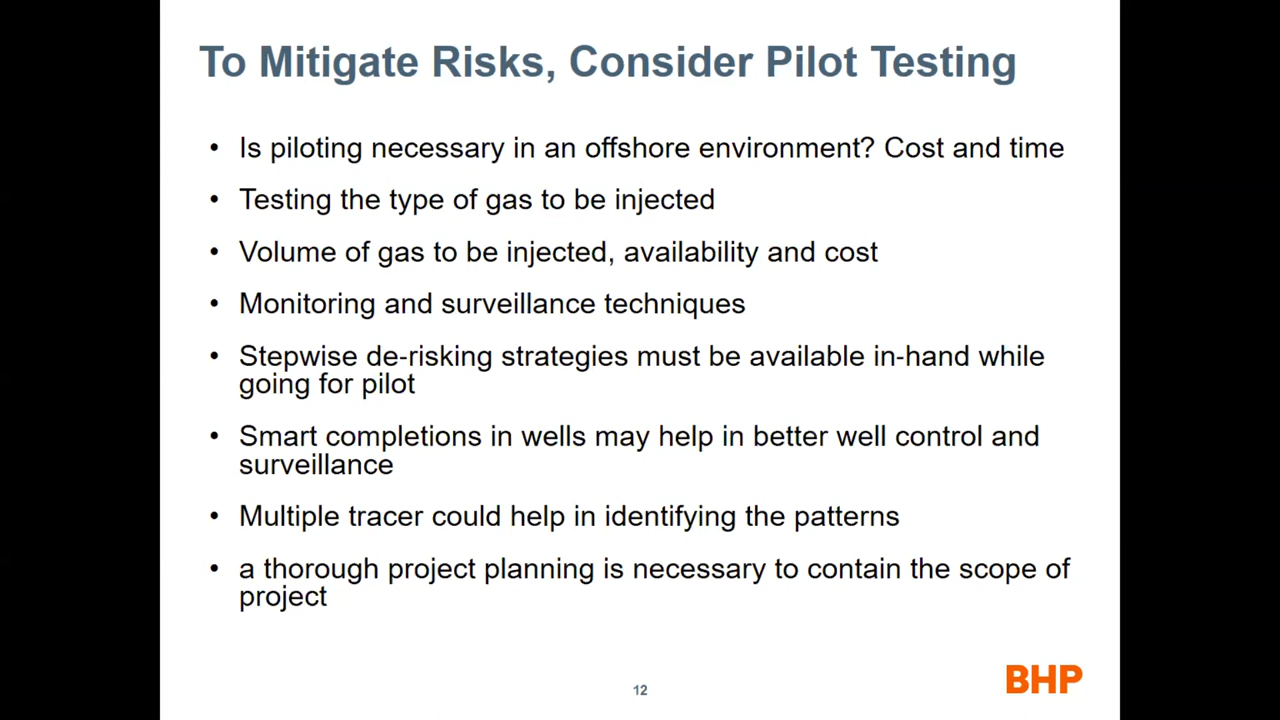 To Mitigate Risks, Consider Pilot Testing
• Is piloting necessary in an offshore environment? Cost and time
• Testing the type of gas to be injected
• Volume of gas to be injected, availability and cost
• Monitoring and surveillance techniques
• Stepwise de-risking strategies must be available in-hand while
going for pilot
• Smart completions in wells may help in better well control and
surveillance
• Multiple tracer could help in identifying the patterns
• a thorough project planning is necessary to contain the scope of
project
12
BHP